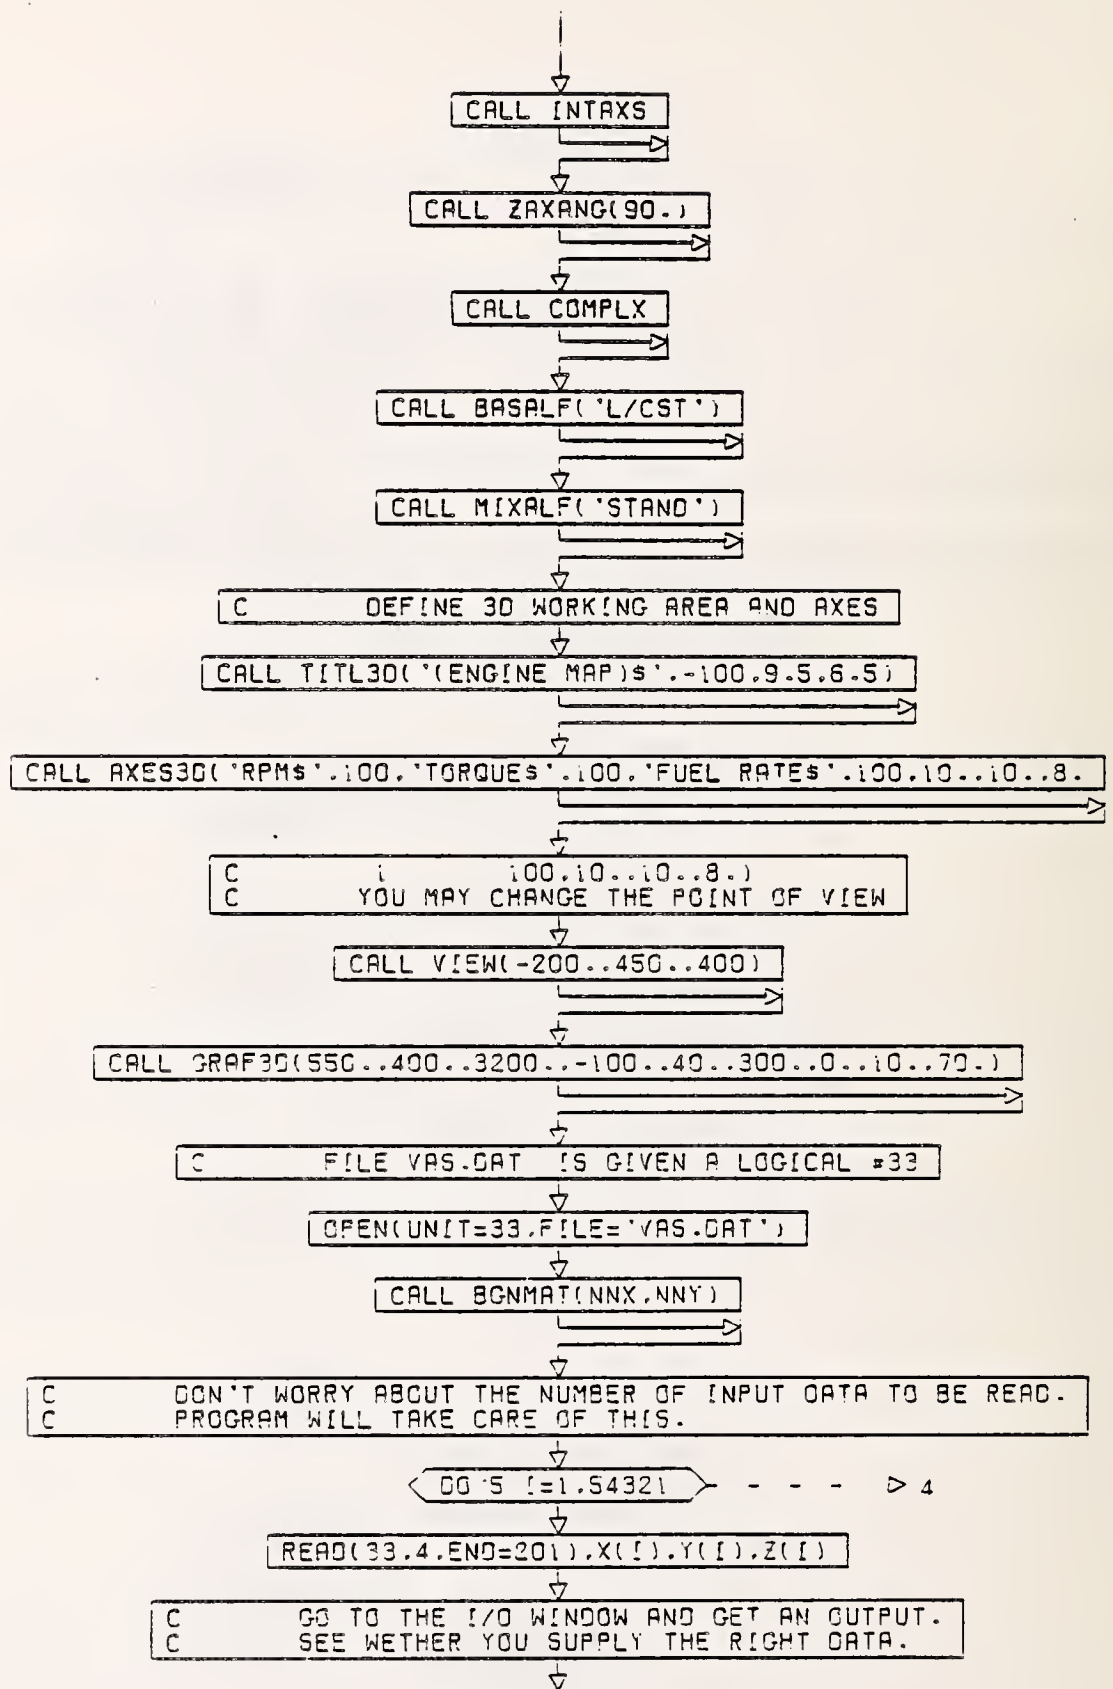 CALL INTAXS
CALL ZAXANG(90.)
CALL COMPLX
CALL BASALF('L/CST')
CALL MIXALF('STAND')
C DEFINE 3D WORKING AREA AND AXES
CALL TITL3D('(ENGINE MAP)$',-100,9.5,6.5)
CALL AXES3D('RPM$',100,'TORQUE$',100,'FUEL RATE$',100,10.,10.,8.
C 1 100,10.,10.,8.)
C YOU MAY CHANGE THE POINT OF VIEW
CALL VIEW(-200.,450.,400)
CALL GRAF3D(550.,400.,3200.,-100.,40.,300.,0.,10.,70.)
C FILE VAS.DAT IS GIVEN A LOGICAL #33
OPEN(UNIT=33,FILE='VAS.DAT')
CALL BGNMAT(NNX,NNY)
C DON'T WORRY ABOUT THE NUMBER OF INPUT DATA TO BE READ.
C PROGRAM WILL TAKE CARE OF THIS.
DO 5 I=1,54321 4
READ(33,4,END=201),X(I),Y(I),Z(I)
C GO TO THE I/O WINDOW AND GET AN OUTPUT.
C SEE WETHER YOU SUPPLY THE RIGHT DATA.